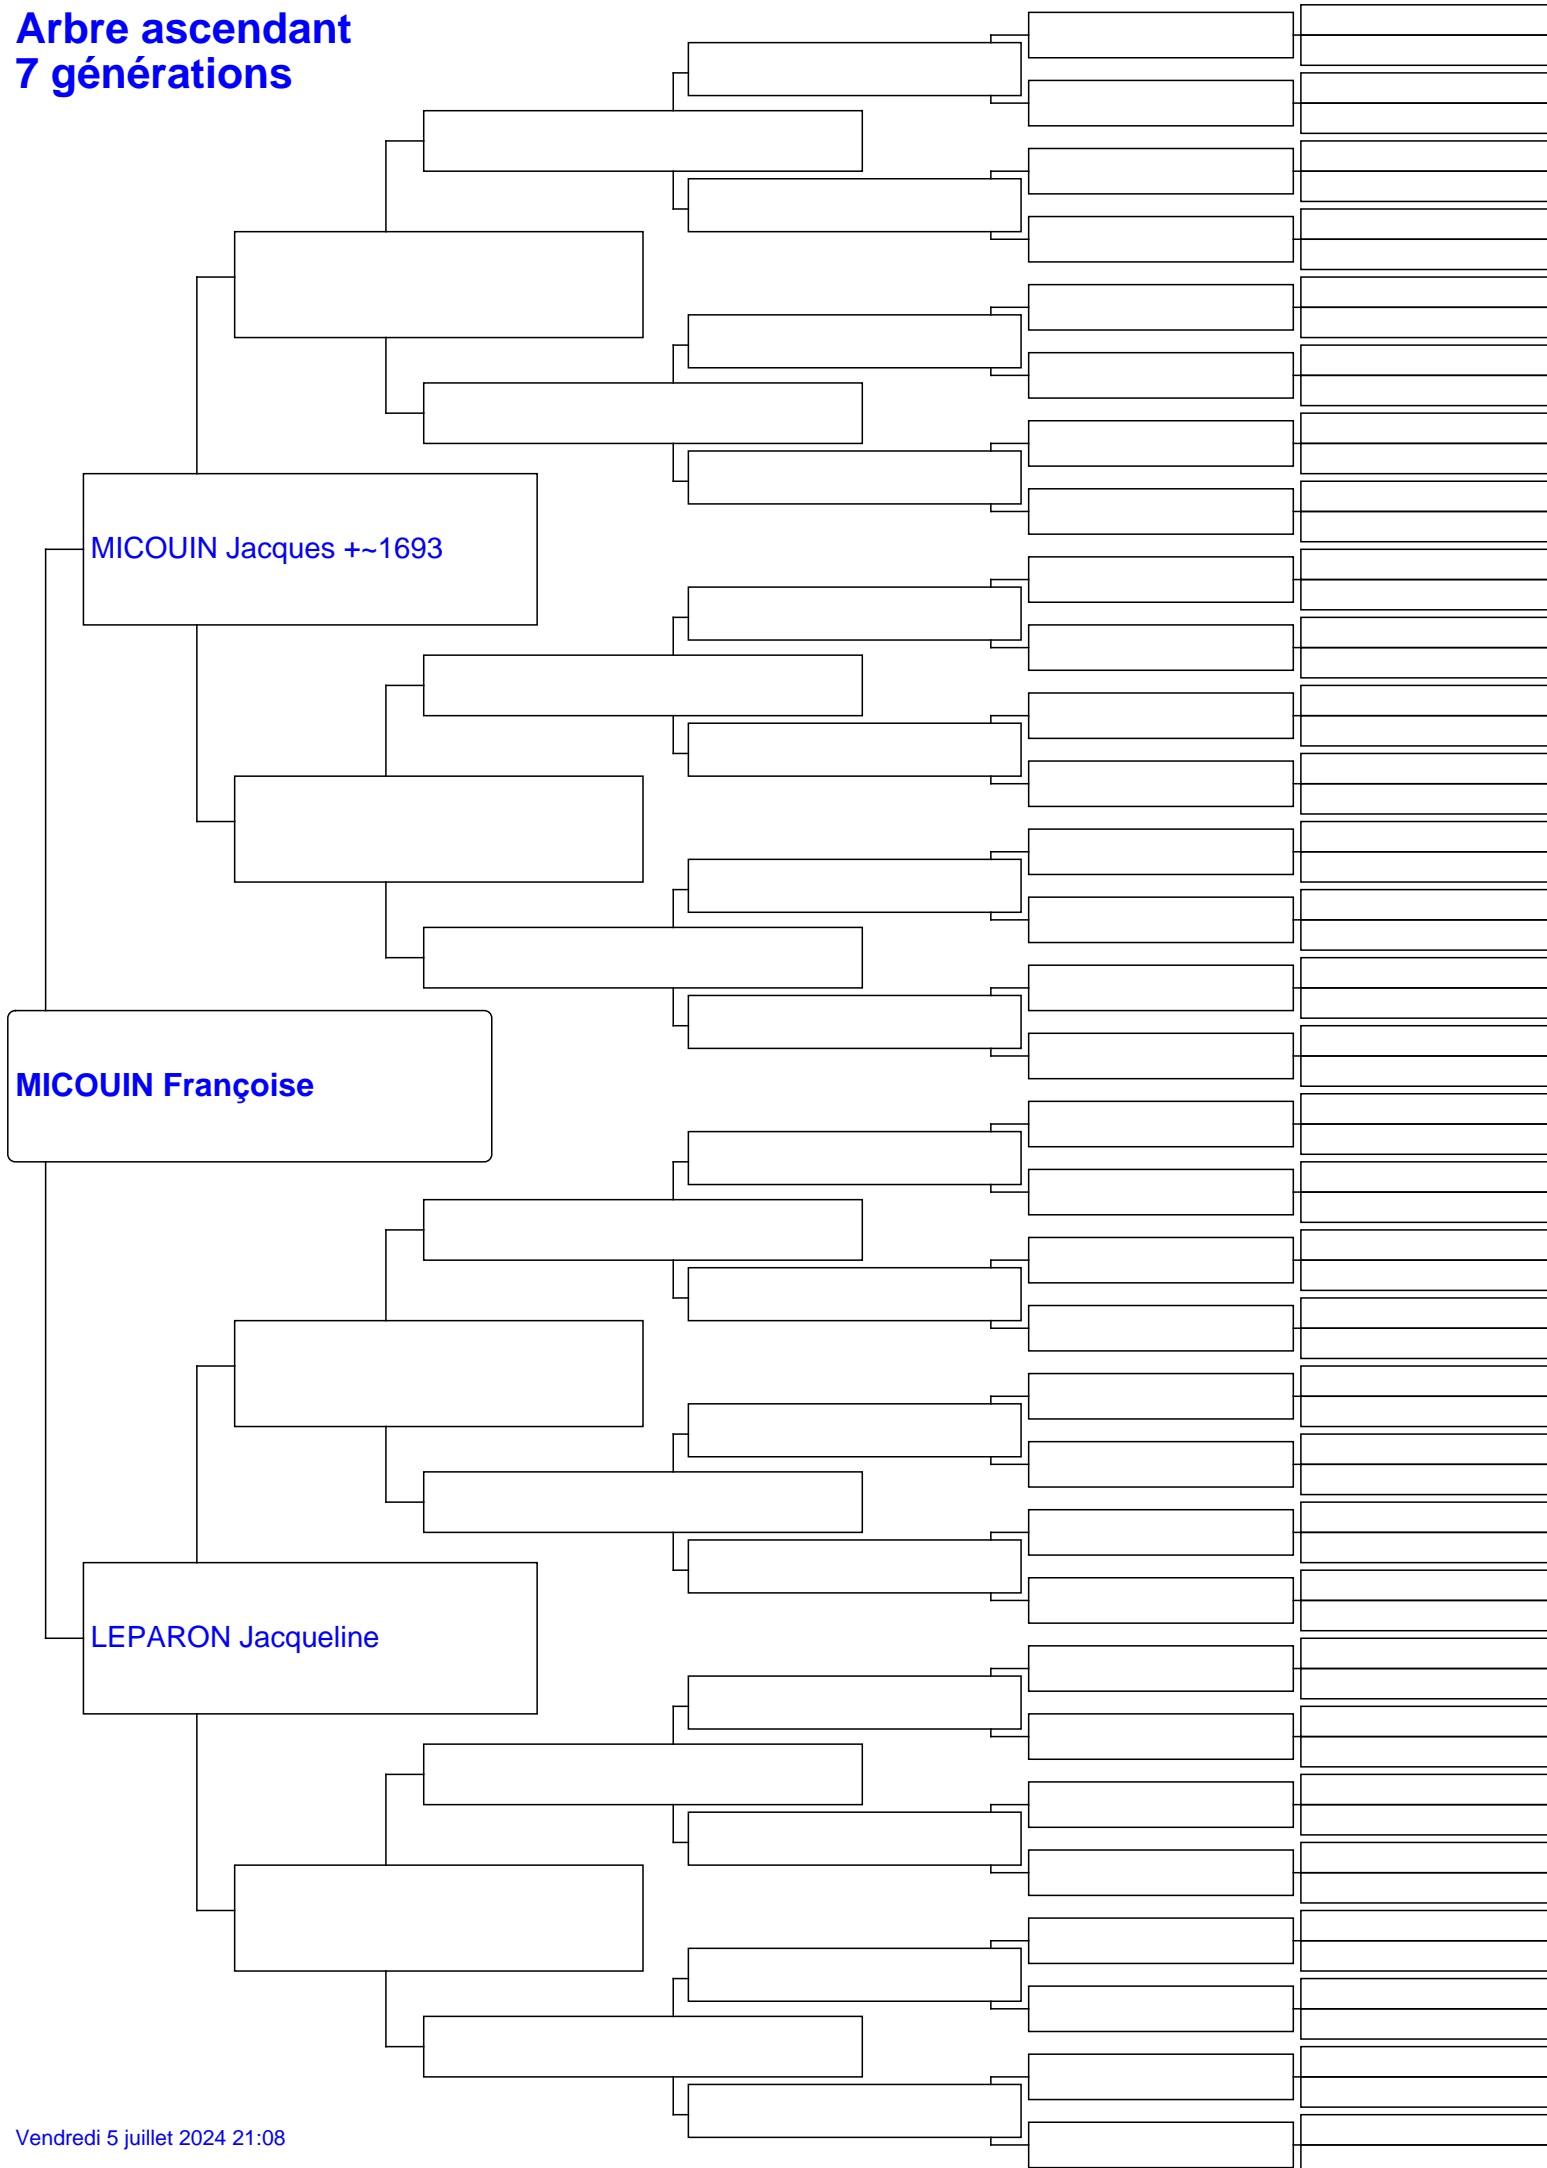 Arbre ascendant
7 générations
MICOUIN Jacques +~1693
MICOUIN Françoise
LEPARON Jacqueline
Vendredi 5 juillet 2024 21:08